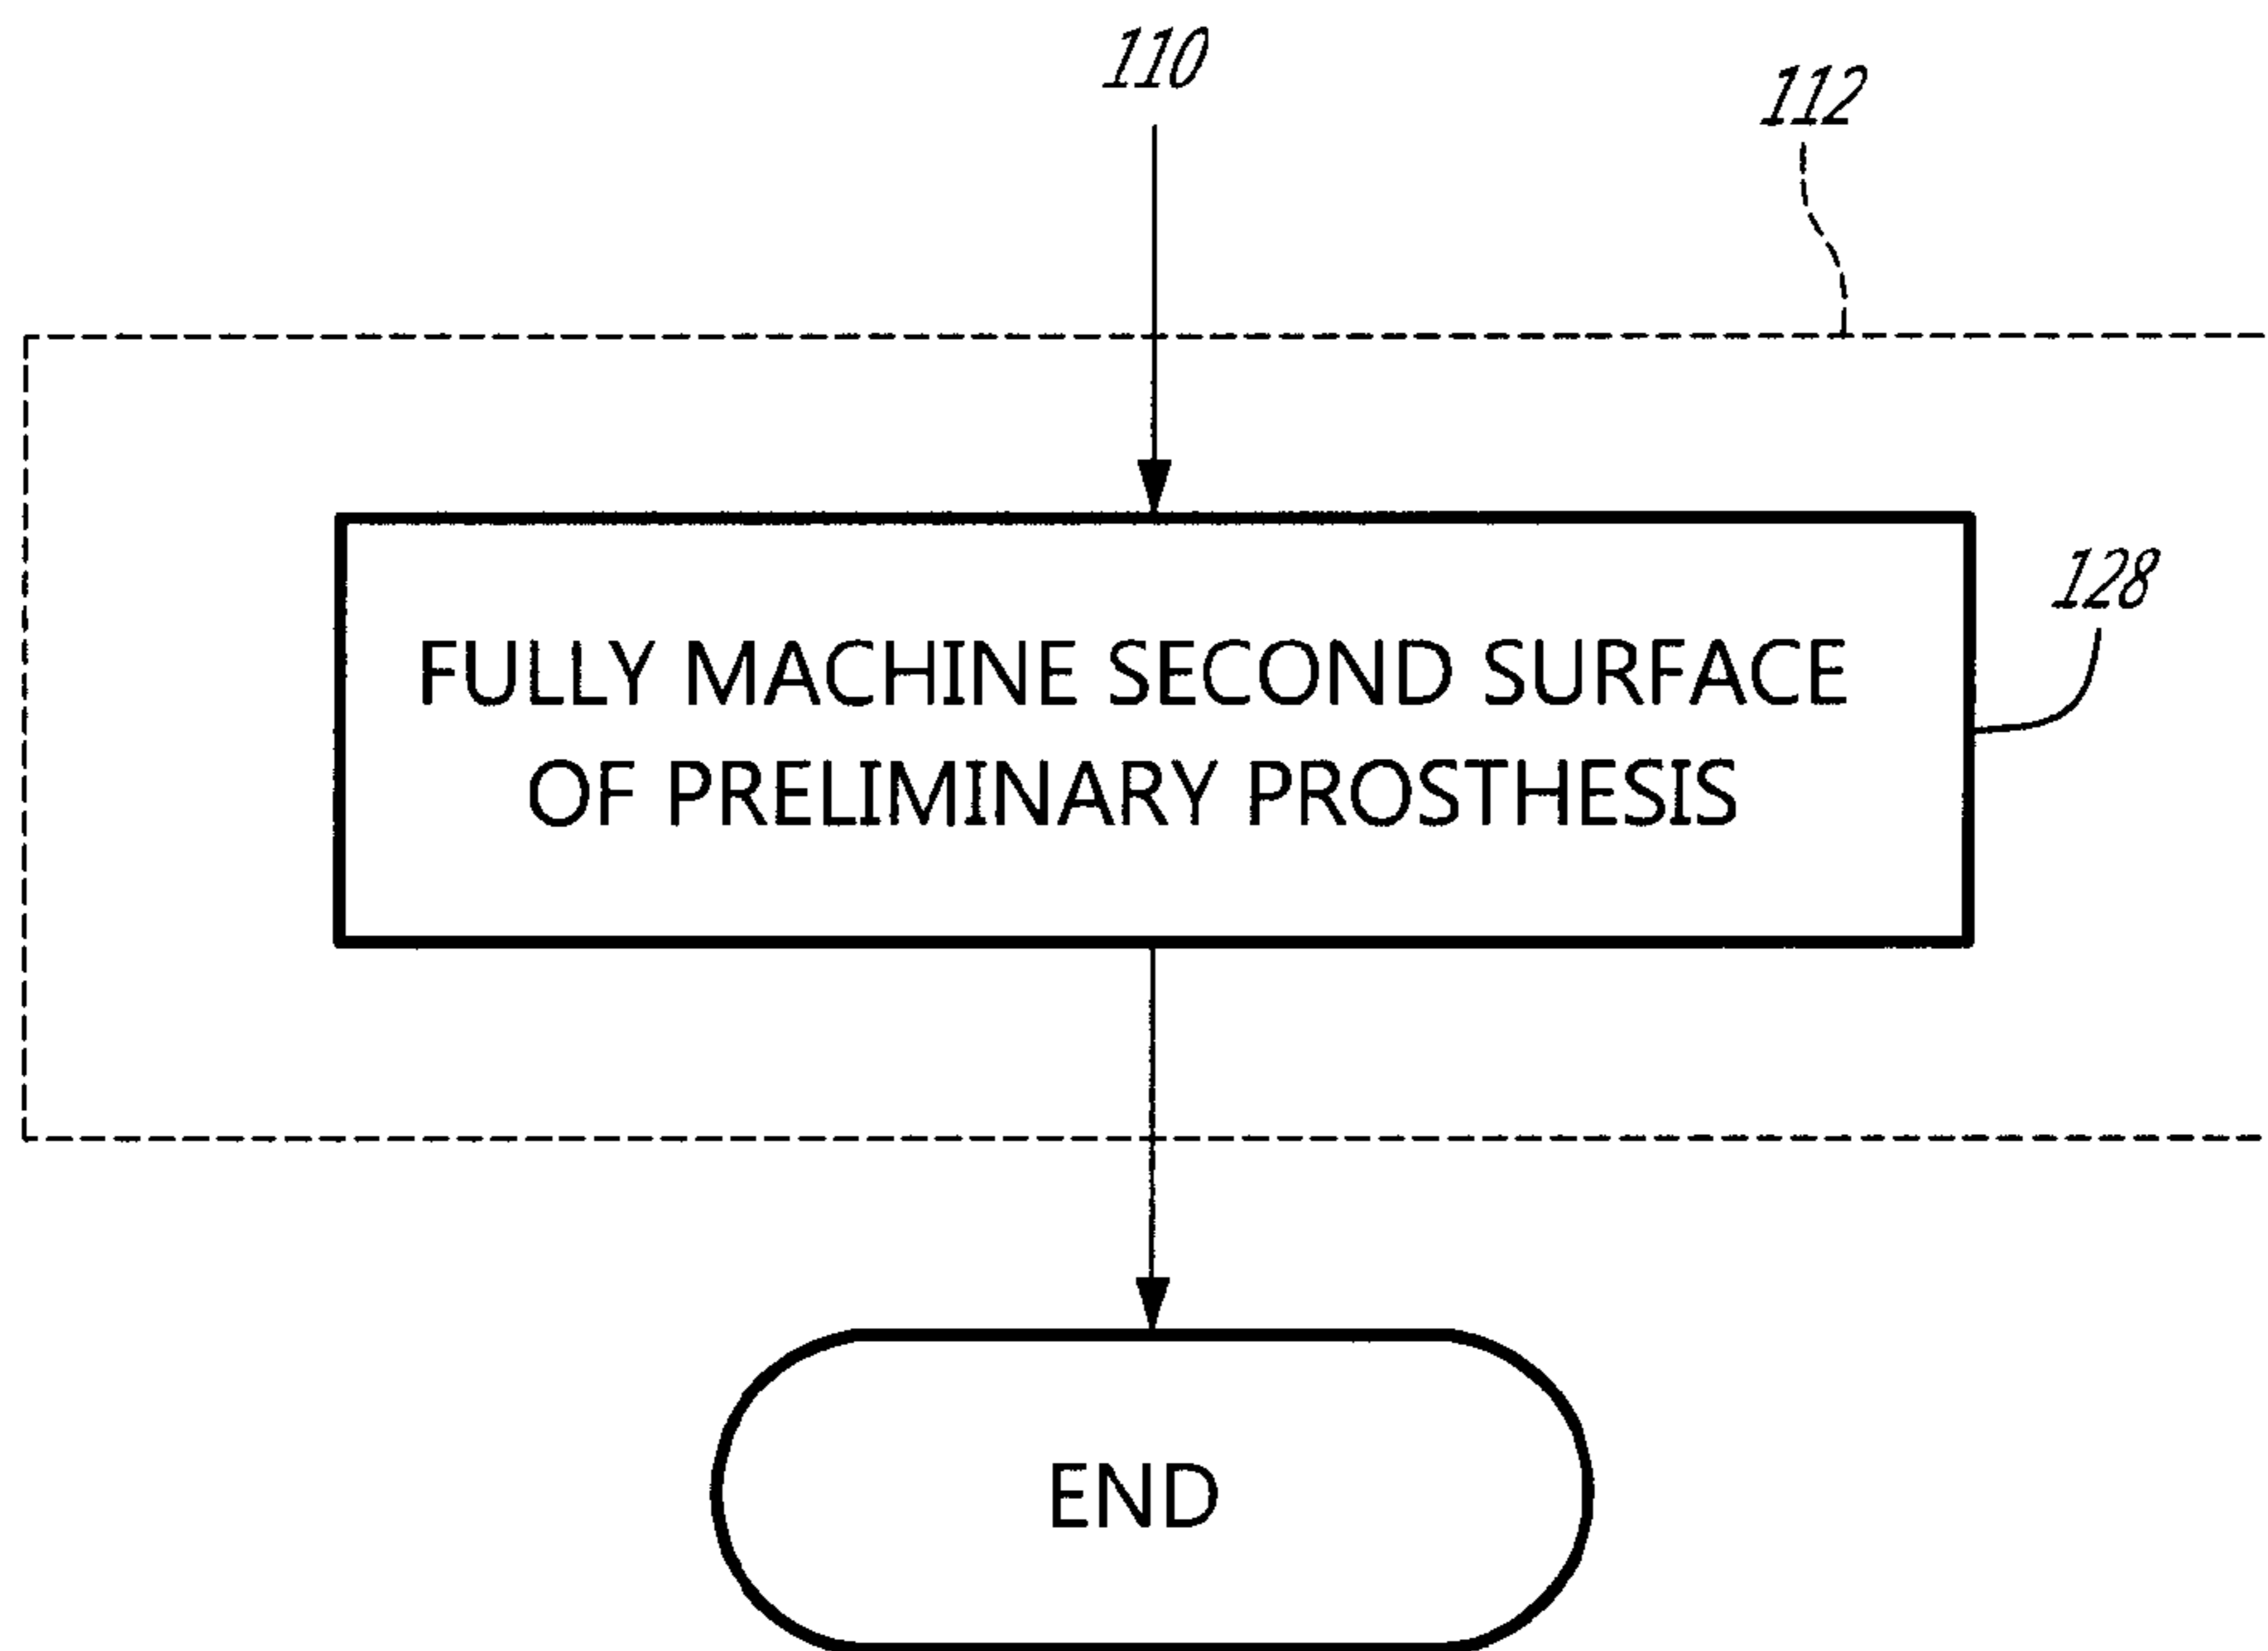 110
112
128
FULLY MACHINE SECOND SURFACE
OF PRELIMINARY PROSTHESIS
END